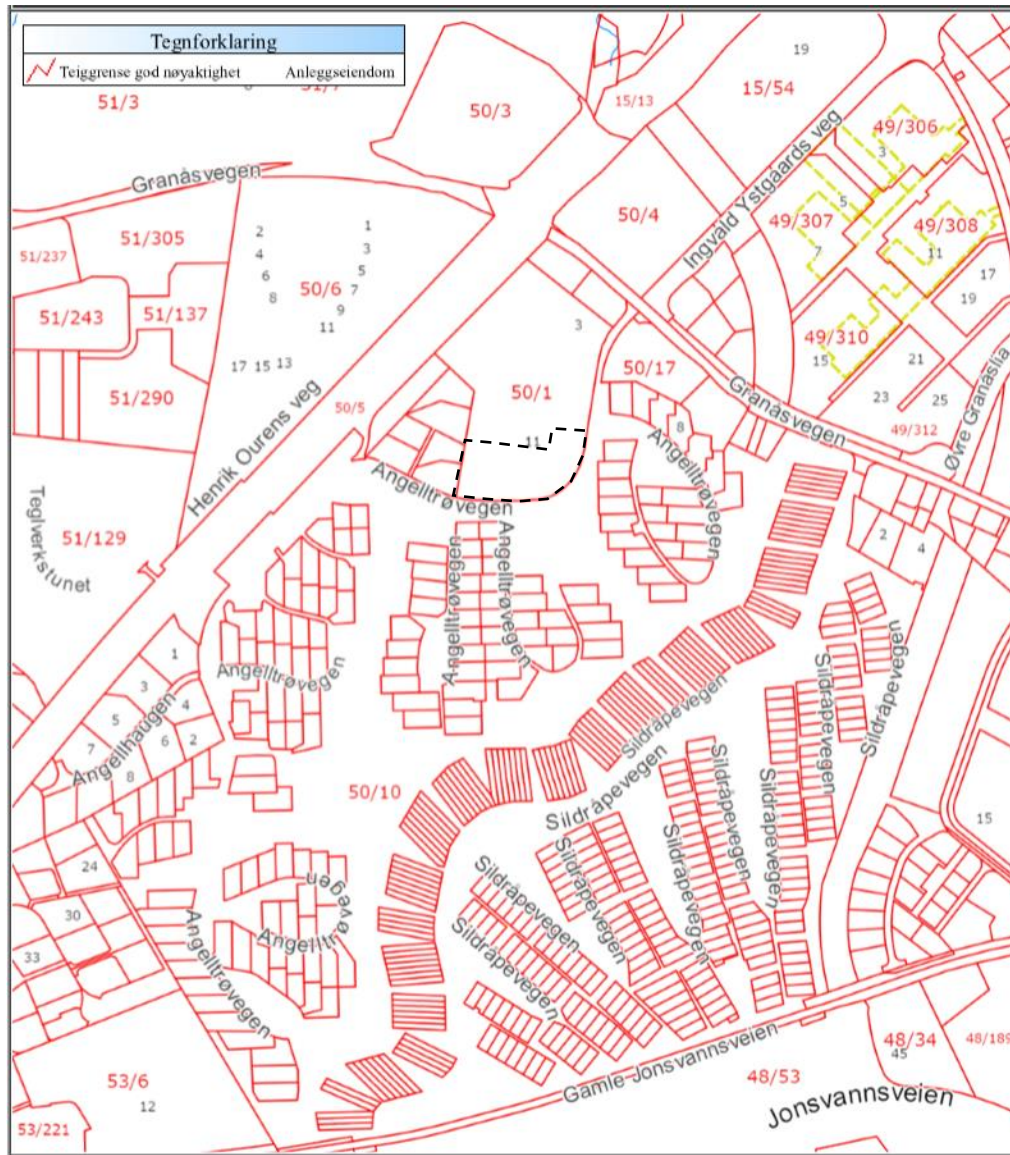 Tegnforklaring
Teiggrense god nøyaktighet Anleggseiendom
51/3
50/3
15/13
15/54
19
49/306
3
Granåsvegen
Ingvald Ystgaards veg
50/4
5
49/307
49/308
7
11
51/237
51/305
2
1
4
3
6
5
50/6
7
8
9
11
17
19
51/243
51/137
3
49/310
15
21
17 15 13
50/17
Granåsvegen
51/290
50/5
50/1
8
23
25
49/312
Øvre Granåslia
Henrik Ourens veg
11
Angelltrøvegen
Angelltrøvegen
Teglverkstunet
51/129
Angelltrøvegen
Angelltrøvegen
2
4
1
Angelltrøvegen
3
4
5
6
2
7
8
Angellhaugen
Sildråpevegen
Sildråpevegen
Sildråpevegen
50/10
Sildråpevegen
Sildråpevegen
Sildråpevegen
15
24
Angelltrøvegen
Sildråpevegen
Sildråpevegen
Sildråpevegen
30
33
Angelltrøvegen
Sildråpevegen
Gamle Jonsvannsveien
48/34
45
48/189
53/6
12
48/53
53/221
Jonsvannsveien